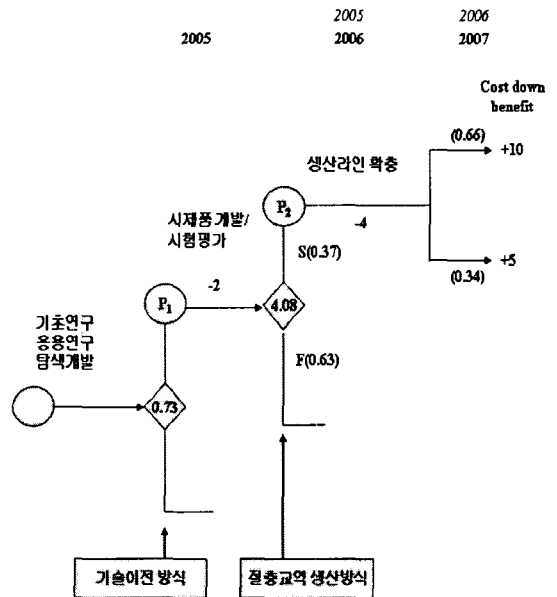 2005
2006
2005
2006
2007
Cost down
benefit
(0.66)
+10
생산라인 확충
P2
-4
시제품 개발/
시험평가
S(0.37)
+5
(0.34)
-2
P1
4.08
기초연구
응용연구
탐색개발
F(0.63)
0.73
기술이전 방식
절충교역 생산방식